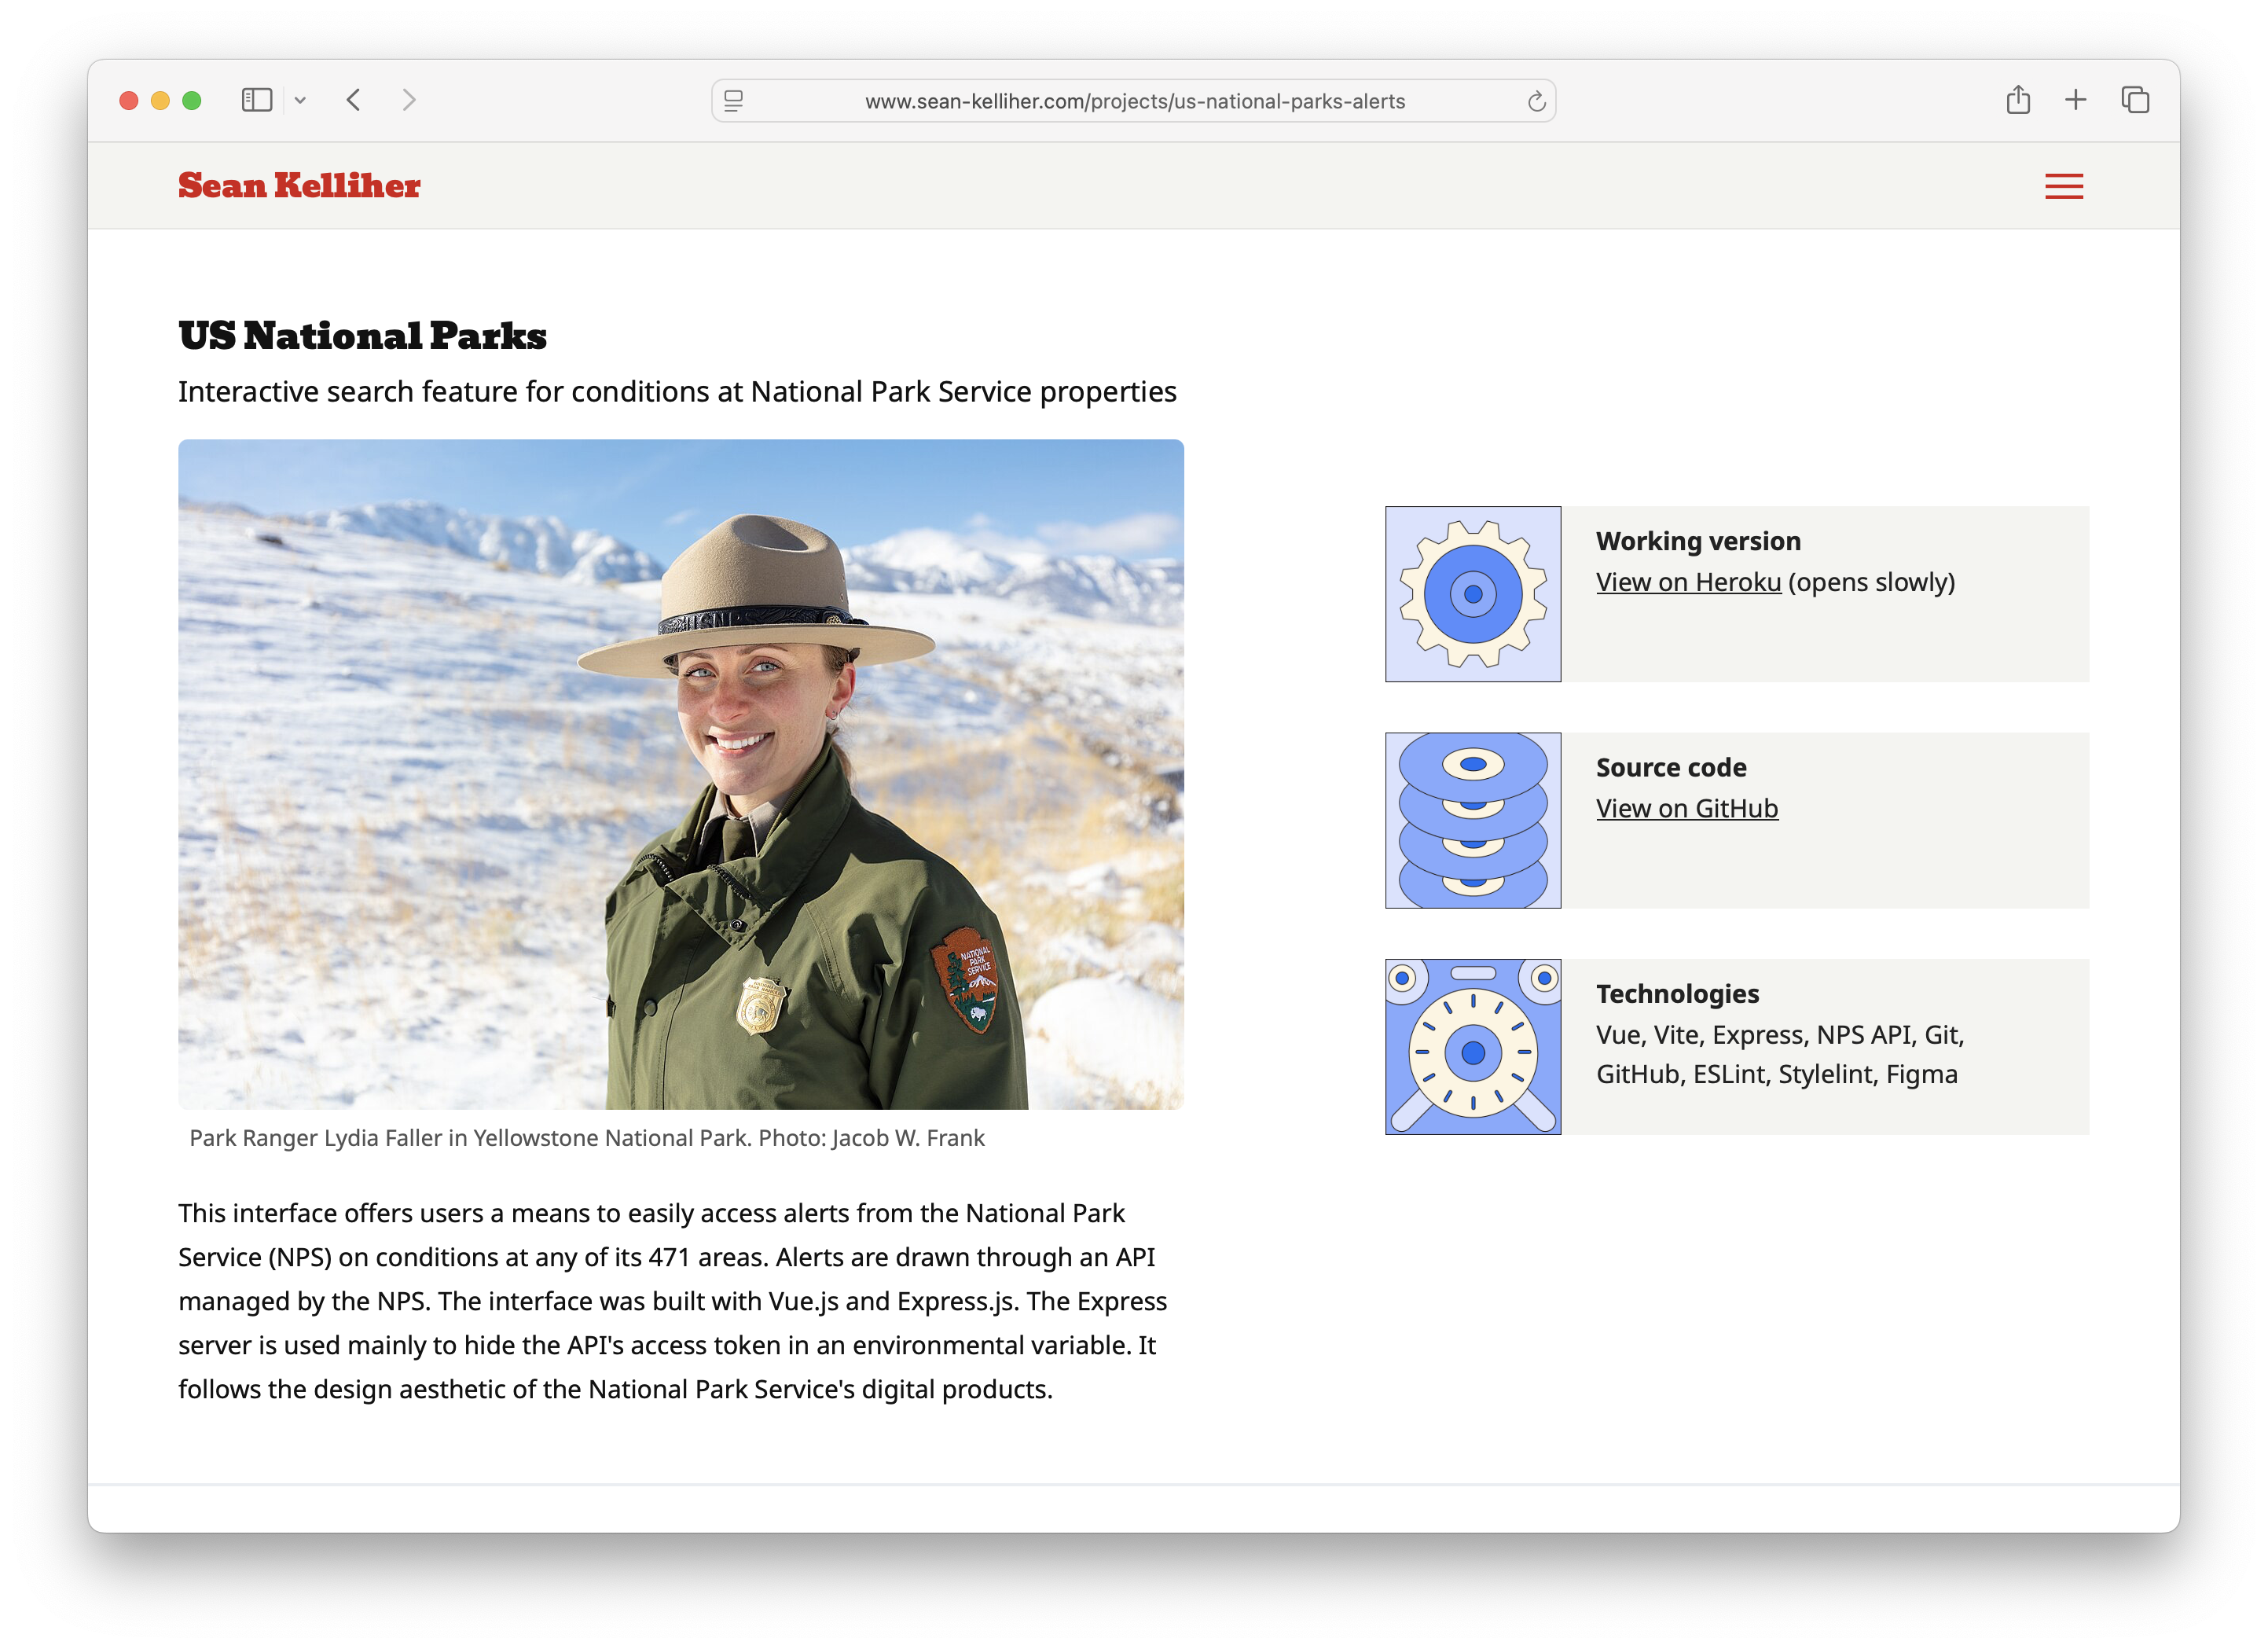 www.sean-kelliher.com/projects/us-national-parks-alerts
Sean Kelliher
US National Parks
Interactive search feature for conditions at National Park Service properties
USNPS
NATIONAL
PARK
SERVICE
Park Ranger Lydia Faller in Yellowstone National Park. Photo: Jacob W. Frank
This interface offers users a means to easily access alerts from the National Park
Service (NPS) on conditions at any of its 471 areas. Alerts are drawn through an API
managed by the NPS. The interface was built with Vue.js and Express.js. The Express
server is used mainly to hide the API's access token in an environmental variable. It
follows the design aesthetic of the National Park Service's digital products.
Working version
View on Heroku (opens slowly)
Source code
View on GitHub
Technologies
Vue, Vite, Express, NPS API, Git,
GitHub, ESLint, Stylelint, Figma